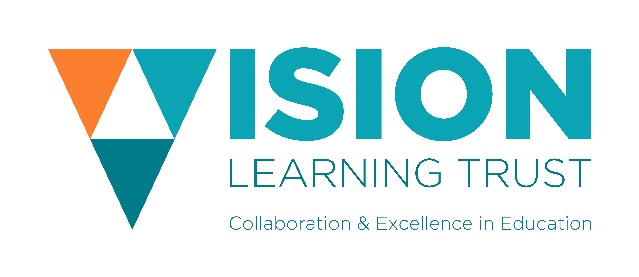 VISION
LEARNING TRUST
Collaboration & Excellence in Education